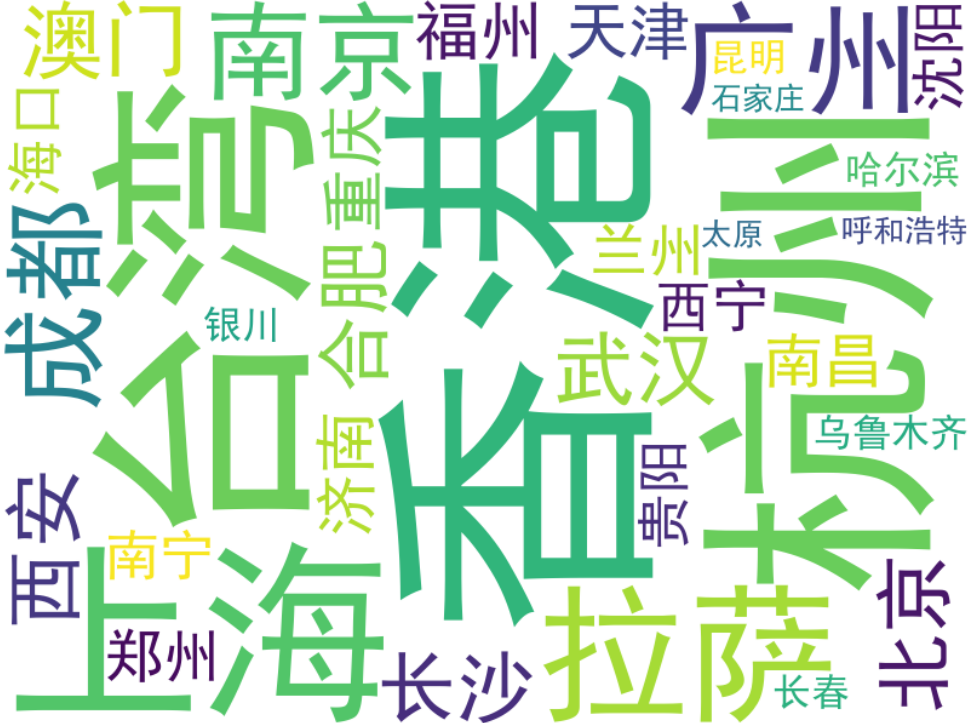 澳门
南京
福州
天津
广州
沈阳
昆明
石家庄
海口
台湾
重庆
香港
杭州
哈尔滨
成都
合肥
兰州
太原
呼和浩特
银川
西宁
武汉
南昌
济南
乌鲁木齐
西安
贵阳
南宁
上海
拉萨
北京
郑州
长沙
长春